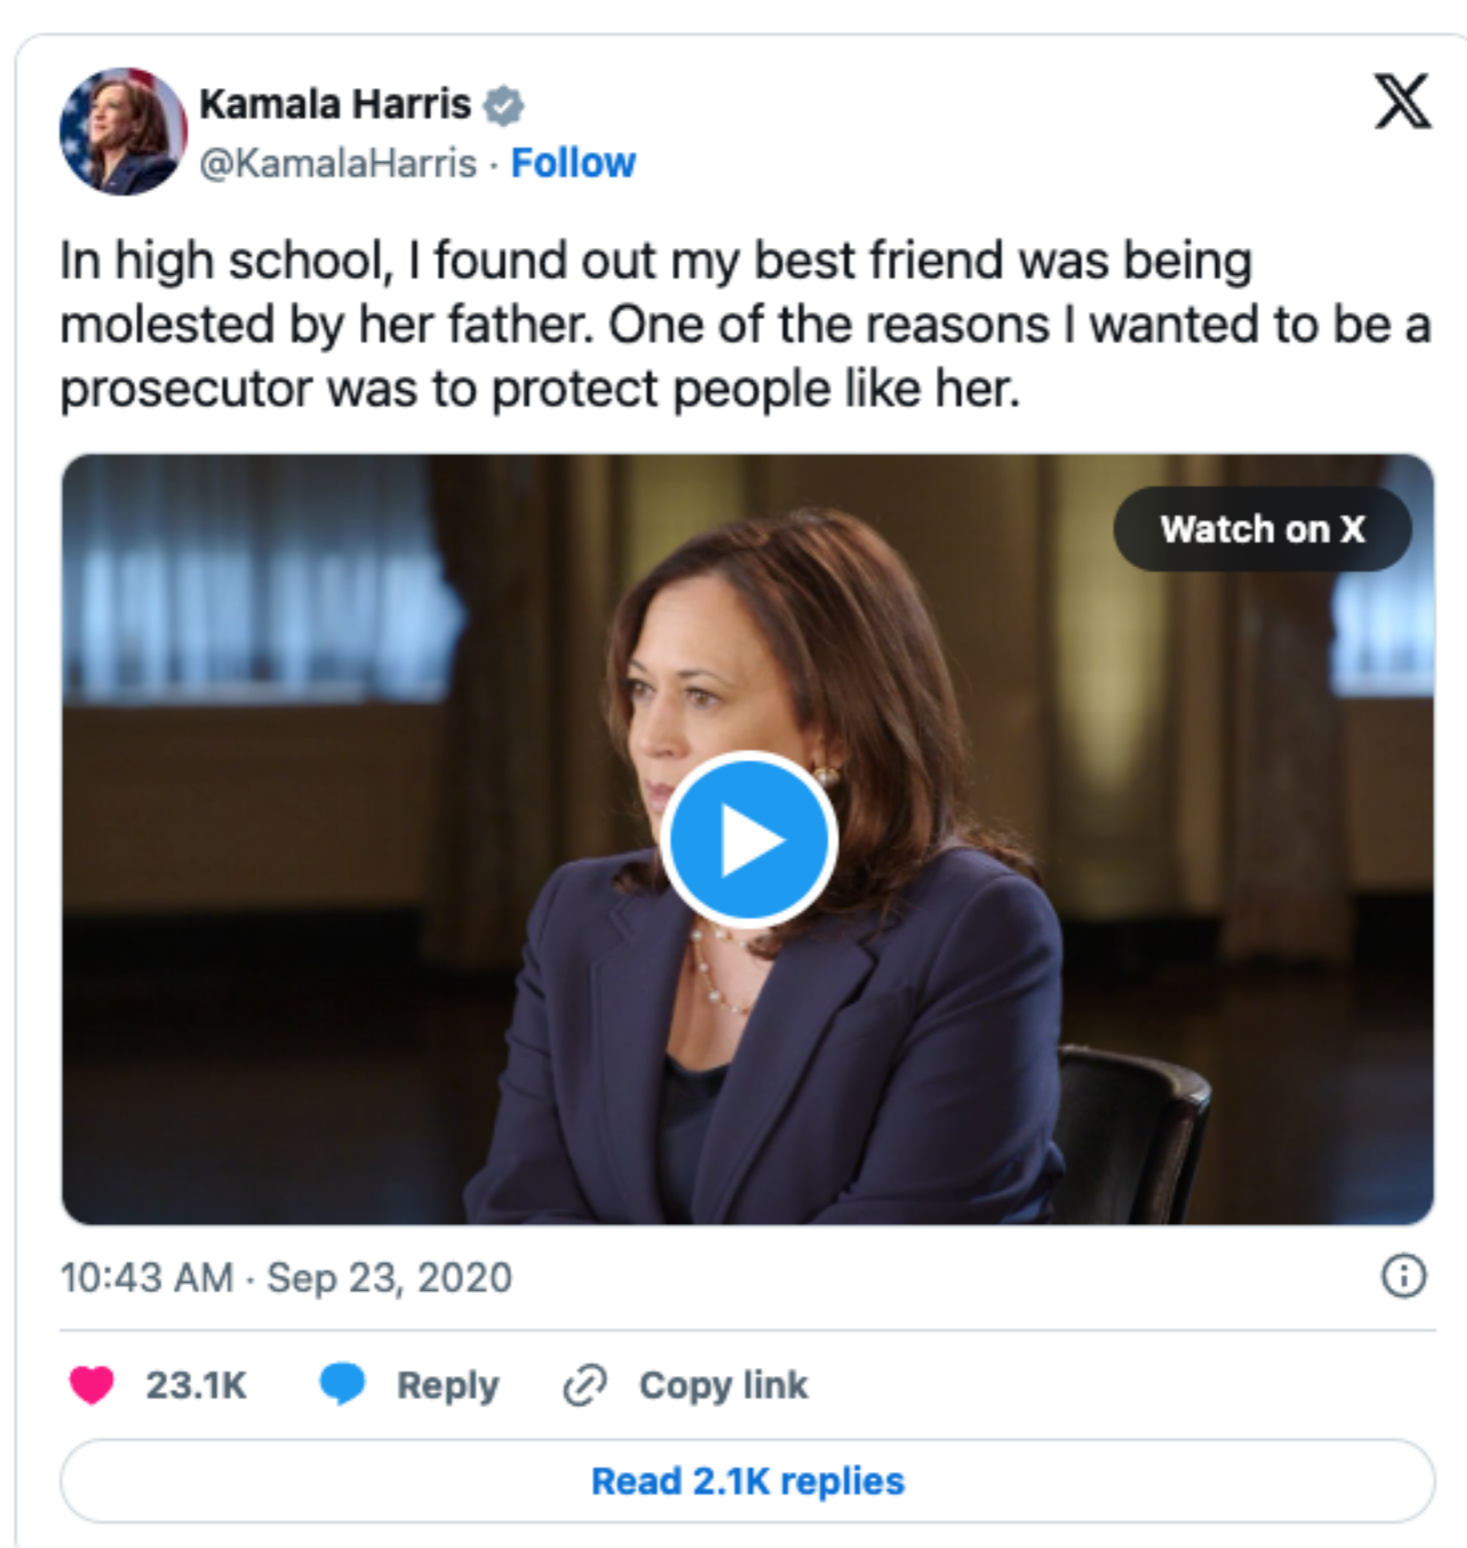 Kamala Harris
@KamalaHarris · Follow
In high school, I found out my best friend was being
molested by her father. One of the reasons I wanted to be a
prosecutor was to protect people like her.
Watch on X
10:43 AM · Sep 23, 2020
23.1K Reply Copy link
Read 2.1K replies